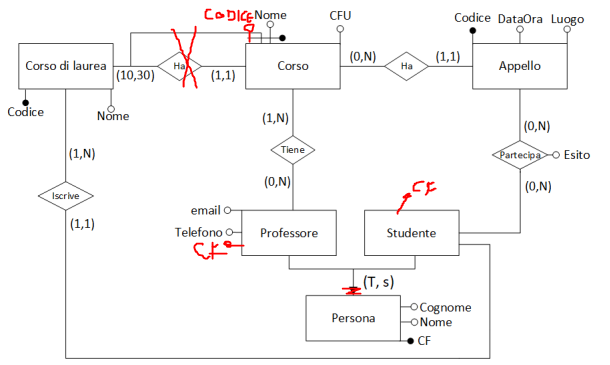 CODICE
Nome
CFU
Codice
DataOra
Luogo
Corso di laurea
(10,30)
Ha
(1,1)
Corso
(0,N)
Ha
(1,1)
Appello
Codice
Nome
(1,N)
(1,N)
(0,N)
Tiene
Partecipa
Esito
Iscrive
(0,N)
(0,N)
(1,1)
CF
email
Telefono
Professore
Studente
CF
(T, s)
Persona
Cognome
Nome
CF